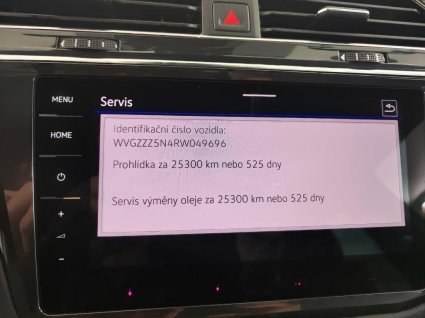 MENU
Servis
Identifikační číslo vozidla:
WVGZZZ5N4RW049696
HOME
Prohlídka za 25300 km nebo 525 dny
Servis výměny oleje za 25300 km nebo 525 dny
+
−